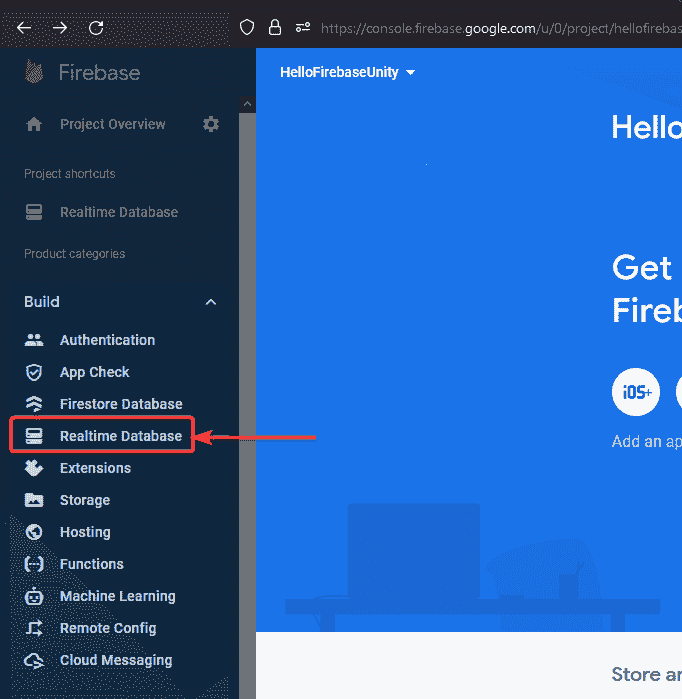 https://console.firebase.google.com/u/0/project/hellofirebas
Firebase
HelloFirebaseUnity
Project Overview
Project shortcuts
Realtime Database
Product categories
Build
Authentication
App Check
Firestore Database
Realtime Database
Extensions
Storage
Hosting
Functions
Machine Learning
Remote Config
Cloud Messaging
Hello
Get
Fireb
iOS+
Add an ap
Store an